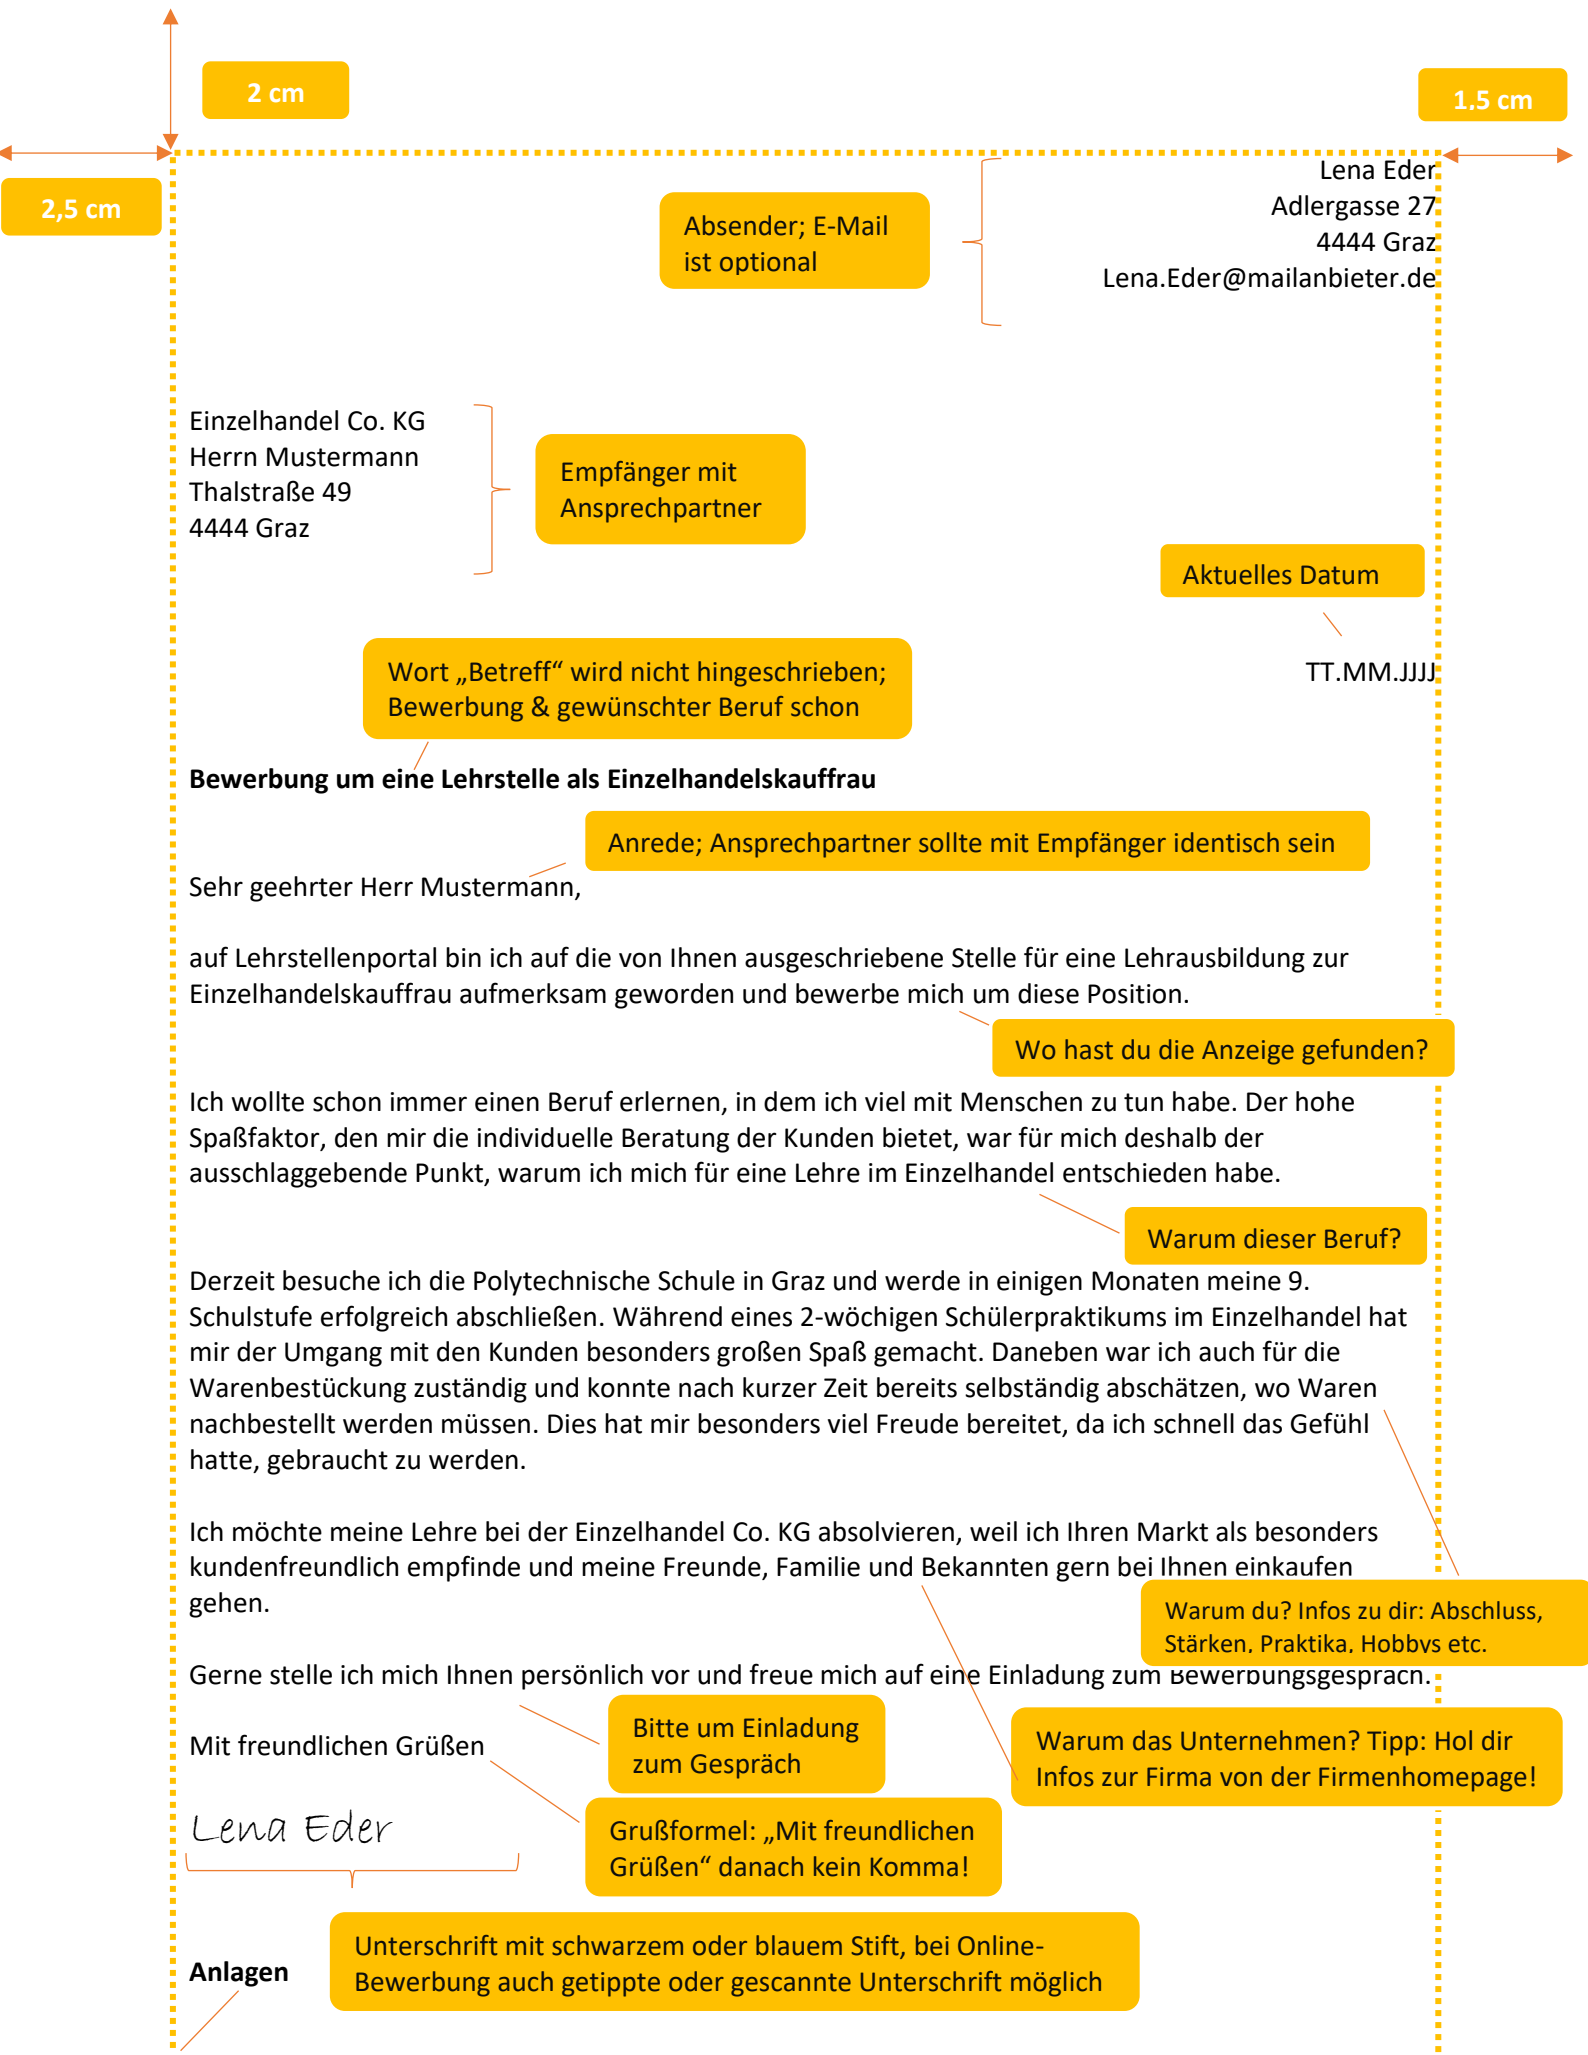 2 cm
1.5 cm
2,5 cm
Lena Eder
Adlergasse 27
4444 Graz
Lena.Eder@mailanbieter.de
Absender; E-Mail
ist optional
Einzelhandel Co. KG
Herrn Mustermann
Thalstraße 49
4444 Graz
Empfänger mit
Ansprechpartner
Aktuelles Datum
TT.MM.JJJJ
Wort „Betreff“ wird nicht hingeschrieben;
Bewerbung & gewünschter Beruf schon
Bewerbung um eine Lehrstelle als Einzelhandelskauffrau
Anrede; Ansprechpartner sollte mit Empfänger identisch sein
Sehr geehrter Herr Mustermann,
auf Lehrstellenportal bin ich auf die von Ihnen ausgeschriebene Stelle für eine Lehrausbildung zur
Einzelhandelskauffrau aufmerksam geworden und bewerbe mich um diese Position.
Wo hast du die Anzeige gefunden?
Ich wollte schon immer einen Beruf erlernen, in dem ich viel mit Menschen zu tun habe. Der hohe
Spaßfaktor, den mir die individuelle Beratung der Kunden bietet, war für mich deshalb der
ausschlaggebende Punkt, warum ich mich für eine Lehre im Einzelhandel entschieden habe.
Warum dieser Beruf?
Derzeit besuche ich die Polytechnische Schule in Graz und werde in einigen Monaten meine 9.
Schulstufe erfolgreich abschließen. Während eines 2-wöchigen Schülerpraktikums im Einzelhandel hat
mir der Umgang mit den Kunden besonders großen Spaß gemacht. Daneben war ich auch für die
Warenbestückung zuständig und konnte nach kurzer Zeit bereits selbständig abschätzen, wo Waren
nachbestellt werden müssen. Dies hat mir besonders viel Freude bereitet, da ich schnell das Gefühl
hatte, gebraucht zu werden.
Ich möchte meine Lehre bei der Einzelhandel Co. KG absolvieren, weil ich Ihren Markt als besonders
kundenfreundlich empfinde und meine Freunde, Familie und Bekannten gern bei Ihnen einkaufen
gehen.
Warum du? Infos zu dir: Abschluss,
Stärken, Praktika, Hobbys etc.
Gerne stelle ich mich Ihnen persönlich vor und freue mich auf eine Einladung zum Bewerbungsgespräch.
Bitte um Einladung
zum Gespräch
Warum das Unternehmen? Tipp: Hol dir
Infos zur Firma von der Firmenhomepage!
Mit freundlichen Grüßen
Grußformel: „Mit freundlichen
Grüßen“ danach kein Komma!
Lena Eder
Unterschrift mit schwarzem oder blauem Stift, bei Online-
Bewerbung auch getippte oder gescannte Unterschrift möglich
Anlagen